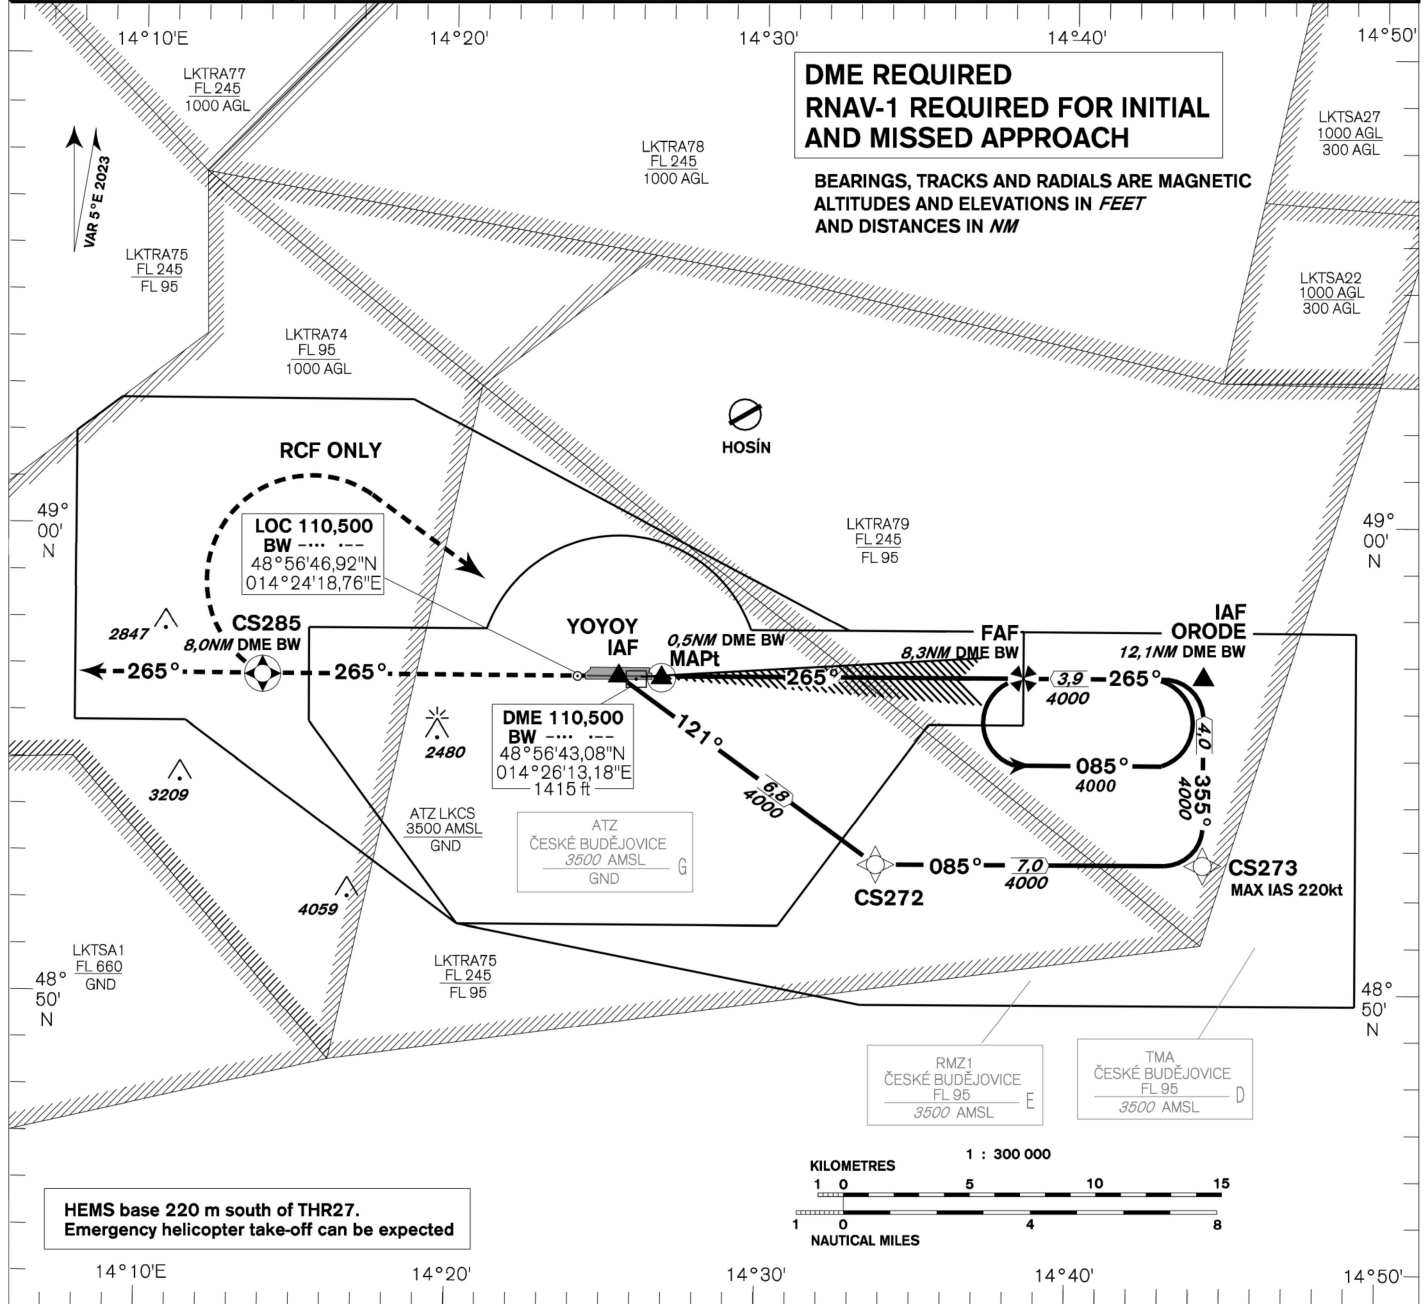 14°10'E
14°20'
14°30'
14°40'
14°50'
LKTRA77
FL 245
1000 AGL
DME REQUIRED
RNAV-1 REQUIRED FOR INITIAL
AND MISSED APPROACH
LKTSA27
1000 AGL
300 AGL
VAR 5°E 2023
LKTRA78
FL 245
1000 AGL
BEARINGS, TRACKS AND RADIALS ARE MAGNETIC
ALTITUDES AND ELEVATIONS IN FEET
AND DISTANCES IN NM
LKTRA75
FL 245
FL 95
LKTSA22
1000 AGL
300 AGL
LKTRA74
FL 95
1000 AGL
HOSÍN
RCF ONLY
49°
00'
N
LOC 110,500
BW –··· ·––
48°56'46,92"N
014°24'18,76"E
LKTRA79
FL 245
FL 95
49°
00'
N
2847
CS285
8,0NM DME BW
YOYOY
IAF
0,5NM DME BW
MAPt
FAF
8,3NM DME BW
IAF
ORODE
12,1NM DME BW
265°
265°
265°
3,9
4000
265°
2480
3209
DME 110,500
BW –··· ·––
48°56'43,08"N
014°26'13,18"E
1415 ft
121°
6,8
4000
085°
4000
4,0
355°
4000
ATZ LKCS
3500 AMSL
GND
ATZ
ČESKÉ BUDĚJOVICE
3500 AMSL
GND
G
4059
CS272
085°
7,0
4000
CS273
MAX IAS 220kt
LKTSA1
FL 660
GND
48°
50'
N
LKTRA75
FL 245
FL 95
48°
50'
N
RMZ1
ČESKÉ BUDĚJOVICE
FL 95
3500 AMSL
E
TMA
ČESKÉ BUDĚJOVICE
FL 95
3500 AMSL
D
1 : 300 000
KILOMETRES
1 0 5 10 15
1 0 4 8
NAUTICAL MILES
HEMS base 220 m south of THR27.
Emergency helicopter take-off can be expected
14°10'E
14°20'
14°30'
14°40'
14°50'